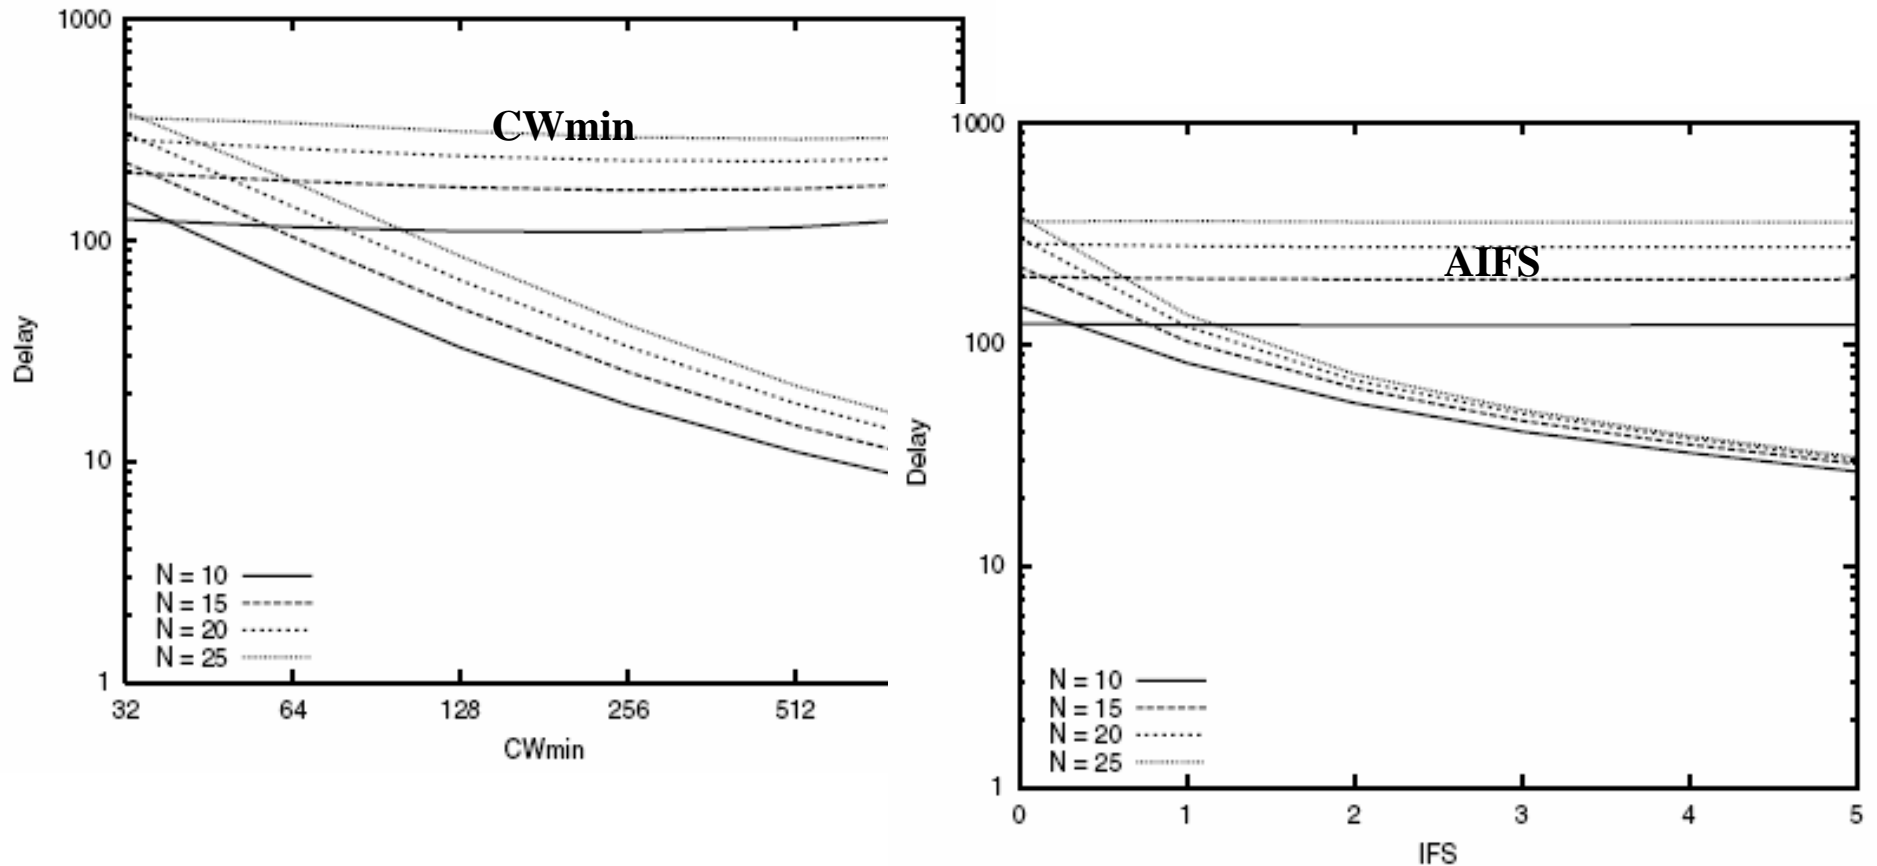 1000
100
10
1
Delay
CWmin
N = 10
N = 15
N = 20
N = 25
32 64 128 256 512
CWmin
1000
100
10
1
Delay
AIFS
N = 10
N = 15
N = 20
N = 25
0 1 2 3 4 5
IFS